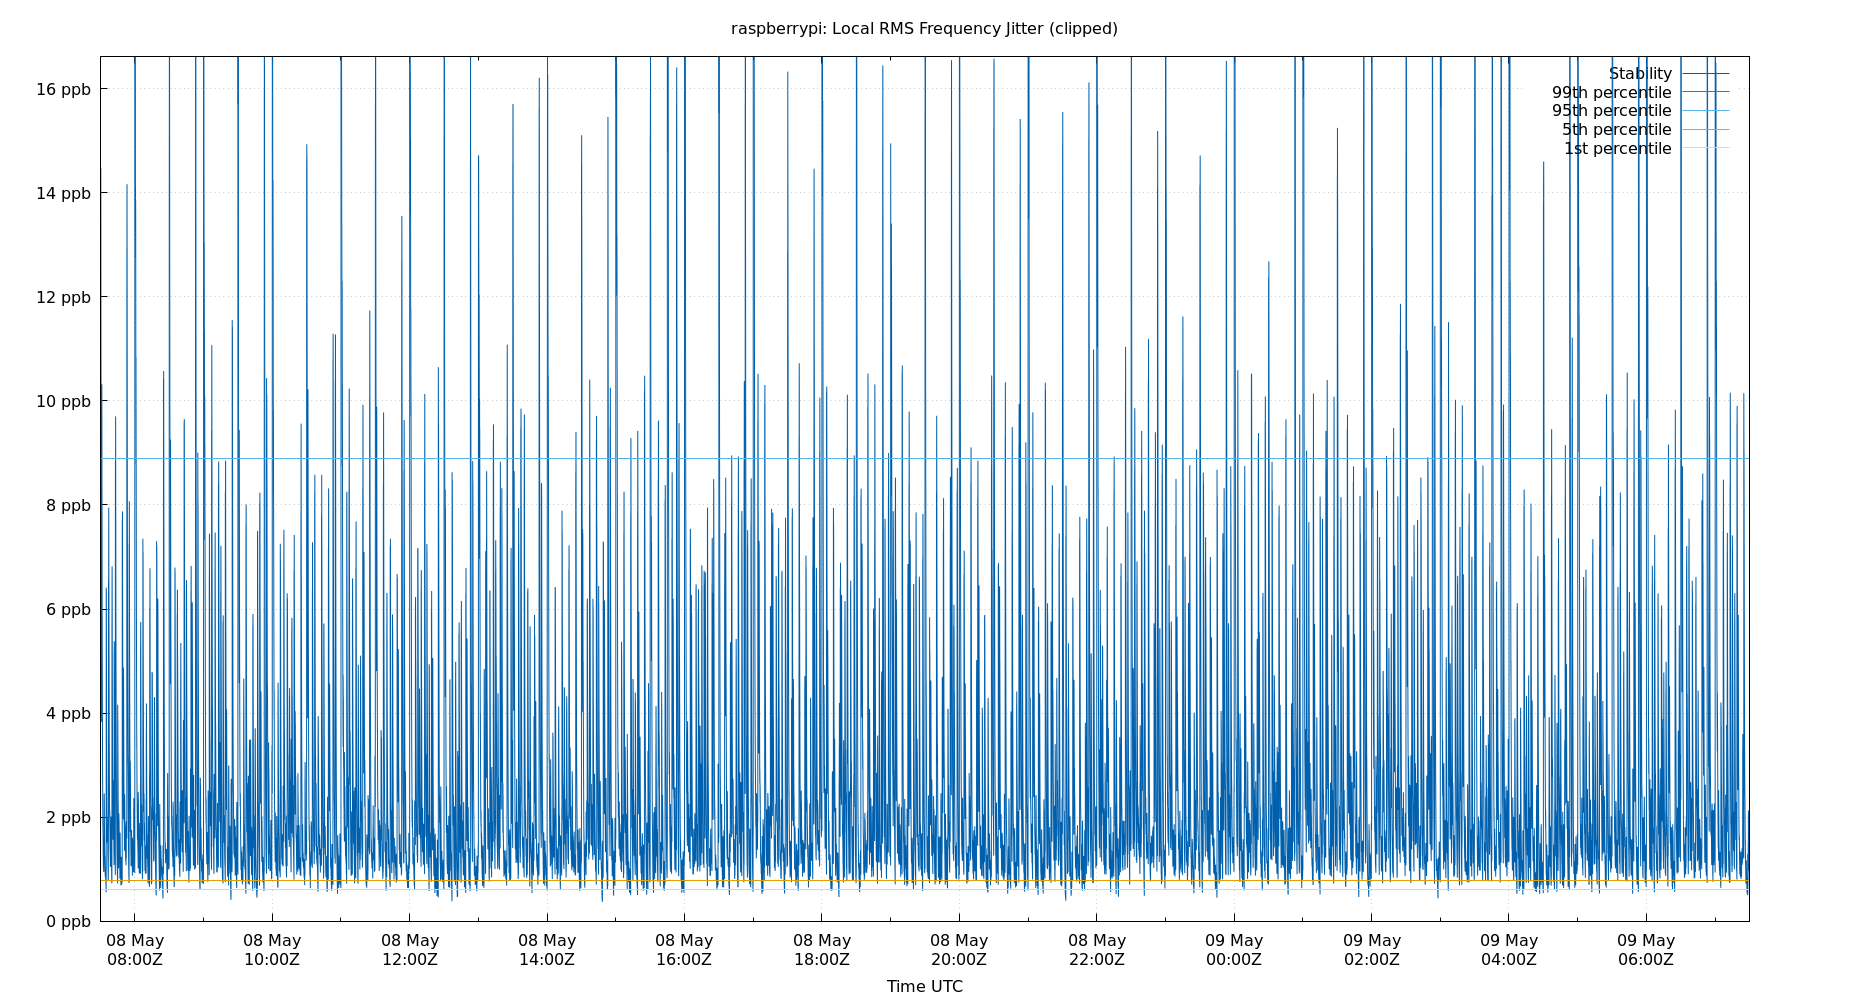 raspberrypi: Local RMS Frequency Jitter (clipped)
16 ppb
14 ppb
12 ppb
10 ppb
8 ppb
6 ppb
4 ppb
2 ppb
0 ppb
Stability
99th percentile
95th percentile
5th percentile
1st percentile
08 May 08 May 08 May 08 May 08 May 08 May 08 May 08 May 09 May 09 May 09 May 09 May
08:00Z 10:00Z 12:00Z 14:00Z 16:00Z 18:00Z 20:00Z 22:00Z 00:00Z 02:00Z 04:00Z 06:00Z
Time UTC